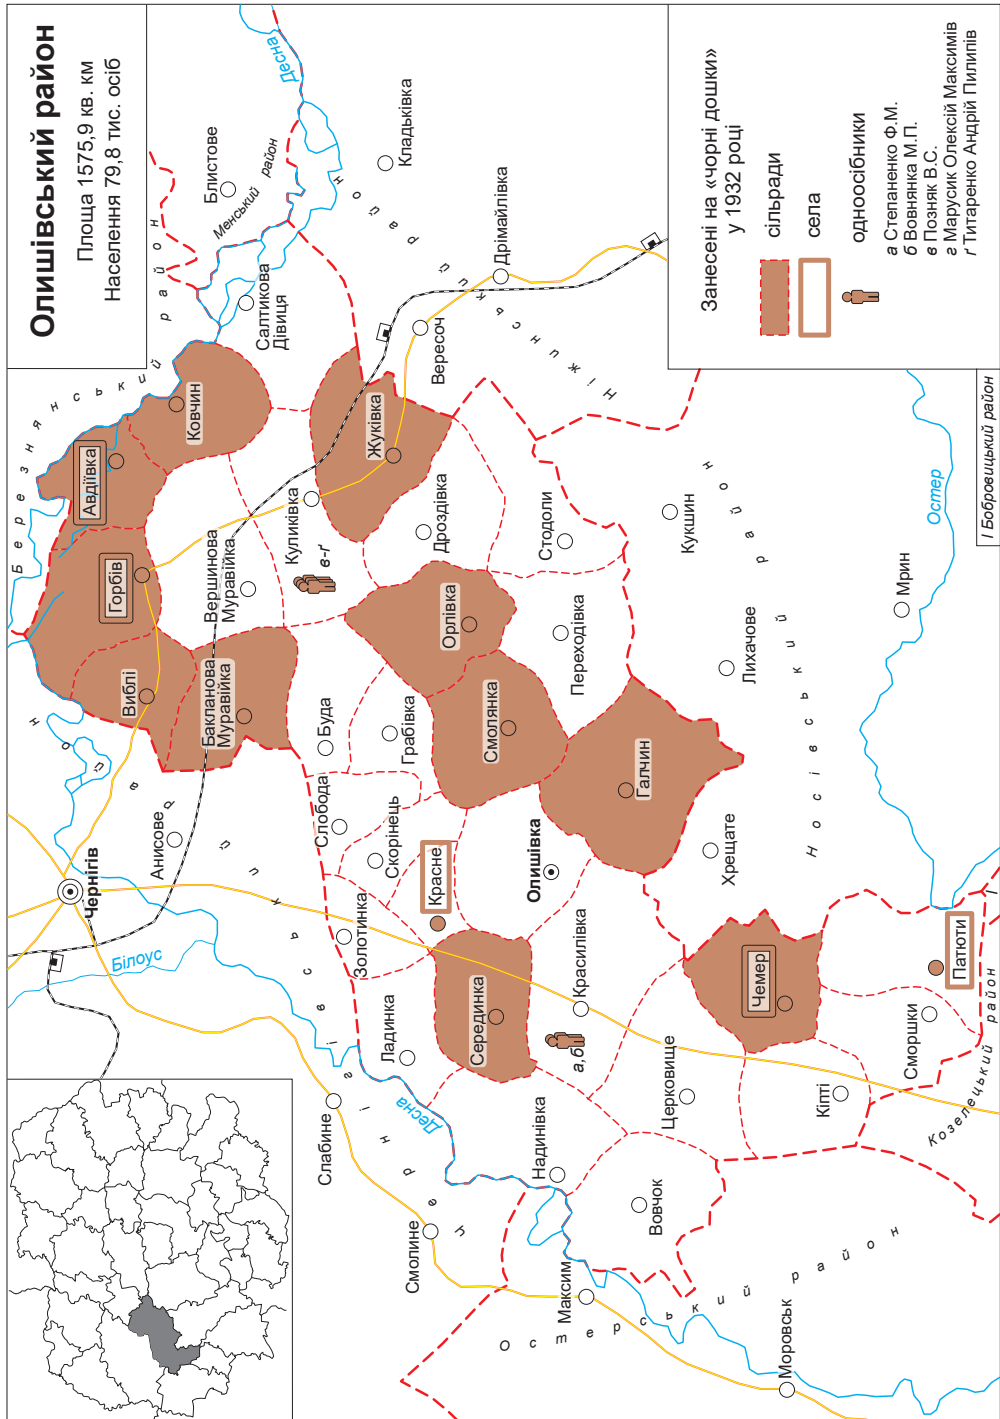 Олишівський район
Площа 1575,9 кв. км
Населення 79,8 тис. осіб
Занесені на «чорні дошки»
у 1932 році
сільради
села
одноосібники
а Степаненко Ф.М.
б Вовнянка М.П.
в Позняк В.С.
г Марусик Олексій Максимів
ґ Титаренко Андрій Пилипів
І Бобровицький район
Березнянський район
Менський район
Ніжинський район
Носівський район
Козелецький район
І
Остерський район
Чернігівський район
Десна
Десна
Білоус
Остер
Чернігів
Анисове
Слабине
Смолине
Максим
Моровськ
Блистове
Салтикова
Дівиця
Кладьківка
Дрімайлівка
Вересоч
Ковчин
Авдіївка
Горбів
Виблі
Бакланова
Муравійка
Вершинова
Муравійка
Куликівка
в-ґ
Жуківка
Дроздівка
Стодоли
Орлівка
Переходівка
Кукшин
Лихачове
Мрин
Буда
Грабівка
Смолянка
Галчин
Слобода
Скорінець
Красне
Олишівка
Хрещате
Золотинка
Ладинка
Серединка
Красилівка
а,б
Чемер
Патюти
Сморшки
Надинівка
Церковище
Кіпті
Вовчок